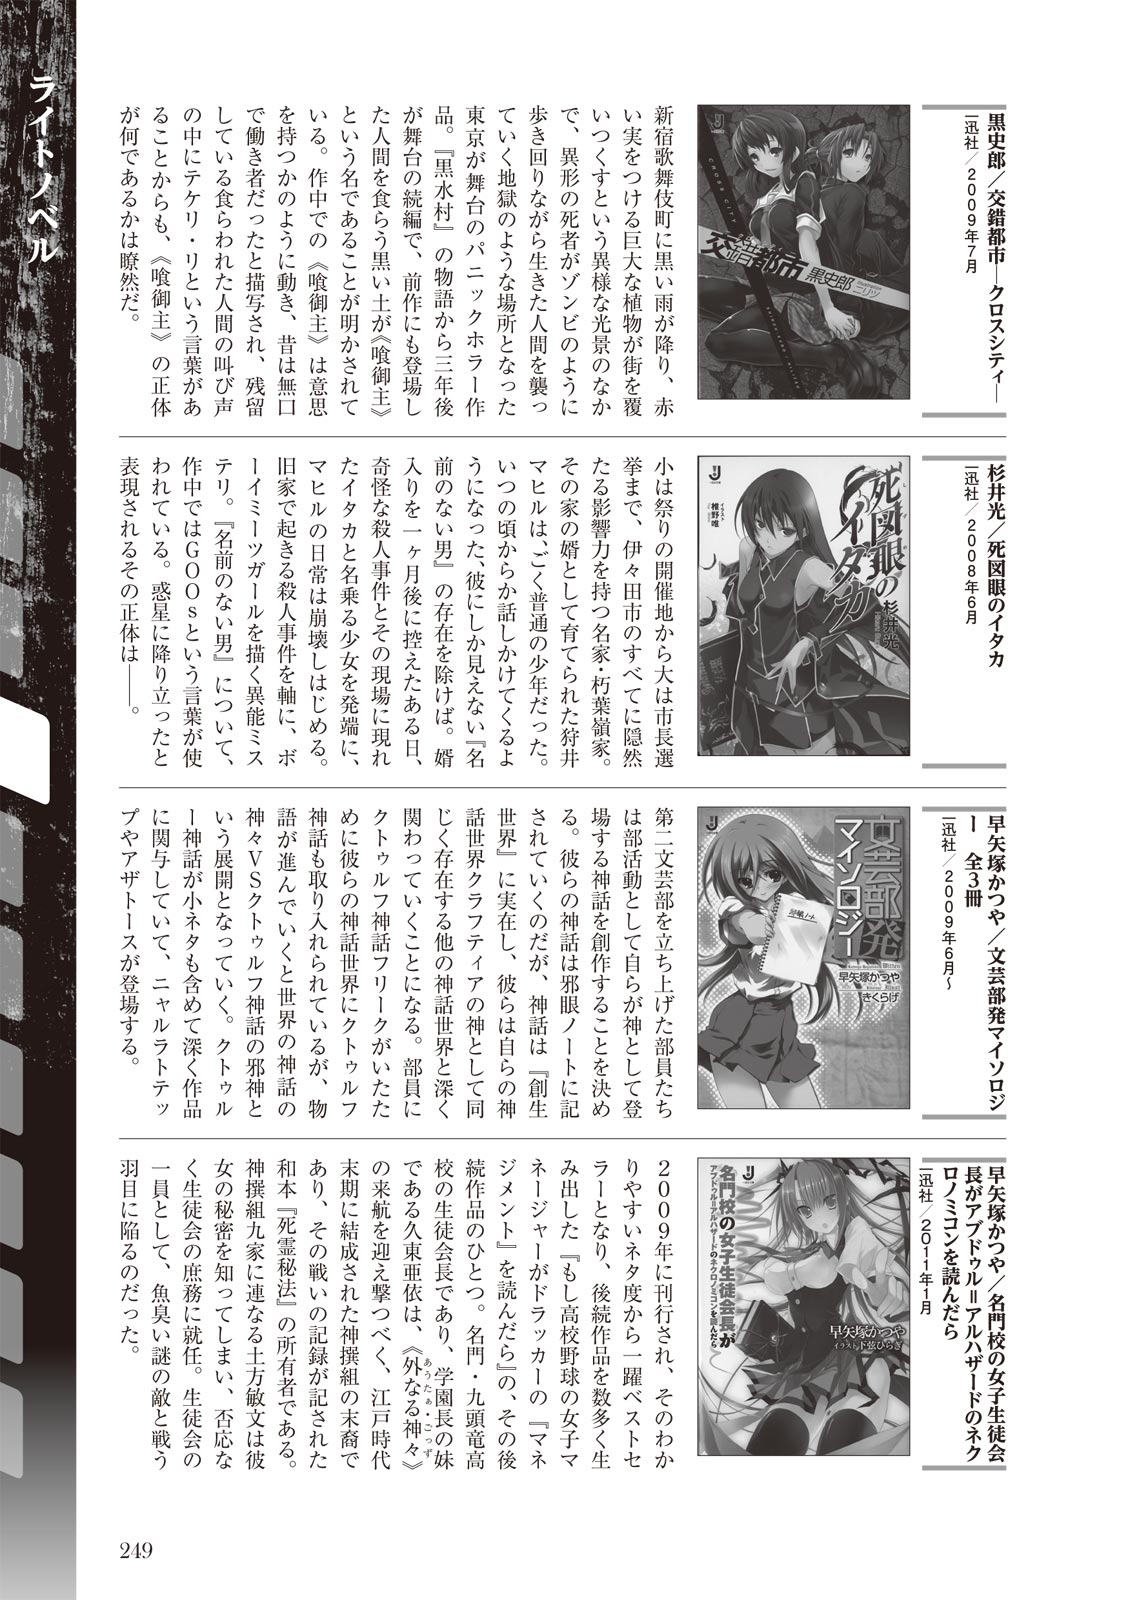 ライトノベル
黒史郎／交錯都市―クロスシティ―
一迅社／2009年7月
交錯都市
黒史郎
CROSS CITY
新宿歌舞伎町に黒い雨が降り、赤
い実をつける巨大な植物が街を覆
いつくすという異様な光景のなか
で、異形の死者がゾンビのように
歩き回りながら生きた人間を襲っ
ていく地獄のような場所となった
東京が舞台のパニックホラー作
品。『黒水村』の物語から三年後
が舞台の続編で、前作にも登場し
た人間を食らう黒い土が《喰御主》
という名であることが明かされて
いる。作中での《喰御主》は意思
を持つかのように動き、昔は無口
で働き者だったと描写され、残留
している食らわれた人間の叫び声
の中にテケリ・リという言葉があ
ることからも、《喰御主》の正体
が何であるかは瞭然だ。
杉井光／死図眼のイタカ
一迅社／2008年6月
死図眼のイタカ
杉井光
イラスト
椎野唯
小は祭りの開催地から大は市長選
挙まで、伊々田市のすべてに隠然
たる影響力を持つ名家・朽葉嶺家。
その家の婿として育てられた狩井
マヒルは、ごく普通の少年だった。
いつの頃からか話しかけてくるよ
うになった、彼にしか見えない『名
前のない男』の存在を除けば。婿
入りを一ヶ月後に控えたある日、
奇怪な殺人事件とその現場に現れ
たイタカと名乗る少女を発端に、
マヒルの日常は崩壊しはじめる。
旧家で起きる殺人事件を軸に、ボ
ーイミーツガールを描く異能ミス
テリ。『名前のない男』について、
作中ではGOOsという言葉が使
われている。惑星に降り立ったと
表現されるその正体は――。
早矢塚かつや／文芸部発マイソロジ
ー　全3冊
一迅社／2009年6月～
文芸部発
マイソロジー
早矢塚かつや
きくらげ
第二文芸部を立ち上げた部員たち
は部活動として自らが神として登
場する神話を創作することを決め
る。彼らの神話は邪眼ノートに記
されていくのだが、神話は『創生
世界』に実在し、彼らは自らの神
話世界クラフティアの神として同
じく存在する他の神話世界と深く
関わっていくことになる。部員に
クトゥルフ神話フリークがいたた
めに彼らの神話世界にクトゥルフ
神話も取り入れられているが、物
語が進んでいくと世界の神話の
神々VSクトゥルフ神話の邪神と
いう展開となっていく。クトゥル
ー神話が小ネタも含めて深く作品
に関与していて、ニャルラトテッ
プやアザトースが登場する。
早矢塚かつや／名門校の女子生徒会
長がアブドゥル＝アルハザードのネク
ロノミコンを読んだら
一迅社／2011年1月
名門校の女子生徒会長が
アブドゥル＝アルハザードのネクロノミコンを読んだら
早矢塚かつや
イラスト 下弦ひらぎ
2009年に刊行され、そのわか
りやすいネタ度から一躍ベストセ
ラーとなり、後続作品を数多く生
み出した『もし高校野球の女子マ
ネージャーがドラッカーの『マネ
ジメント』を読んだら』の、その後
続作品のひとつ。名門・九頭竜高
校の生徒会長であり、学園長の妹
である久東亜依は、《外なる神々》
あうたぁ・ごっず
の来航を迎え撃つべく、江戸時代
末期に結成された神撰組の末裔で
あり、その戦いの記録が記された
和本『死霊秘法』の所有者である。
神撰組九家に連なる土方敏文は彼
女の秘密を知ってしまい、否応な
く生徒会の庶務に就任。生徒会の
一員として、魚臭い謎の敵と戦う
羽目に陥るのだった。
249